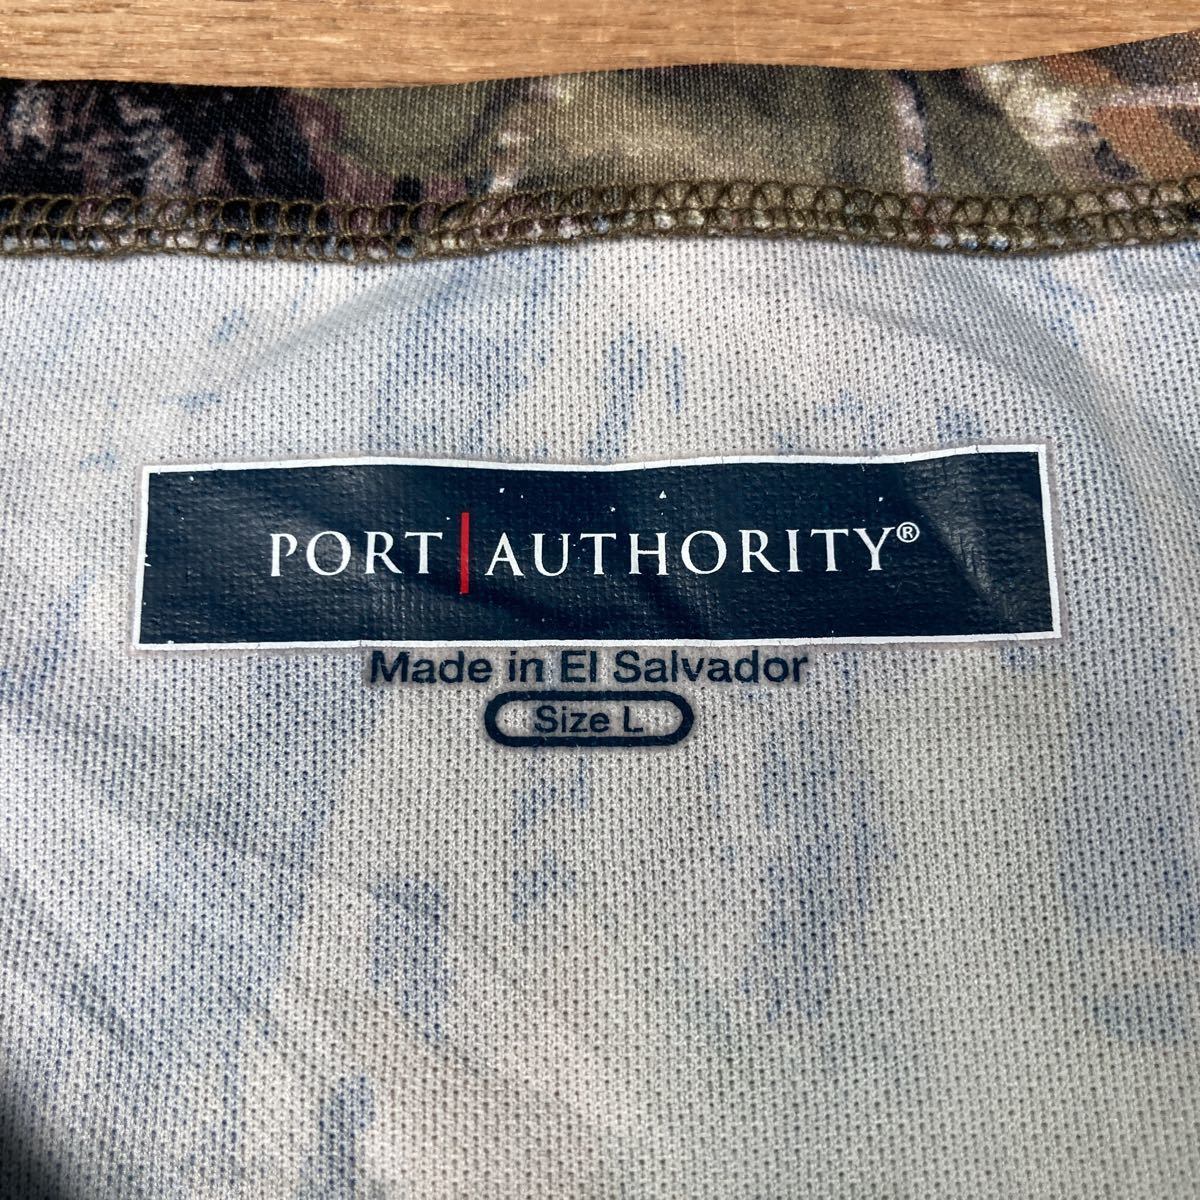 PORT | AUTHORITY®
Made in El Salvador
Size L